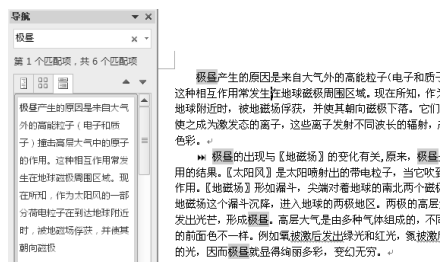 导航
极昼
第 1 个匹配项，共 6 个匹配项
极昼产生的原因是来自大气
外的高能粒子（电子和质
子）撞击高层大气中的原子
的作用。这种相互作用常发
生在地球磁极周围区域。现
在所知，作为太阳风的一部
分荷电粒子在到达地球附近
时，被地磁场俘获，并使其
朝向磁极
极昼产生的原因是来自大气外的高能粒子(电子和质子
这种相互作用常发生在地球磁极周围区域。现在所知，作为
地球附近时，被地磁场俘获，并使其朝向磁极下落。它们
使之成为激发态的离子，这些离子发射不同波长的辐射，
色彩。
极昼的出现与〖地磁场〗的变化有关,原来，极昼
用的结果。〖太阳风〗是太阳喷射出的带电粒子，当它吹到
作用。〖地磁场〗形如漏斗，尖端对着地球的南北两个磁极
地磁场这个漏斗沉降，进入地球的两极地区。两极的高层
发出光芒，形成极昼。高层大气是由多种气体组成的，不同
的前面色不一样。例如氧被激后发出绿光和红光，氮被激
的光，因而极昼就显得绚丽多彩，变幻无穷。